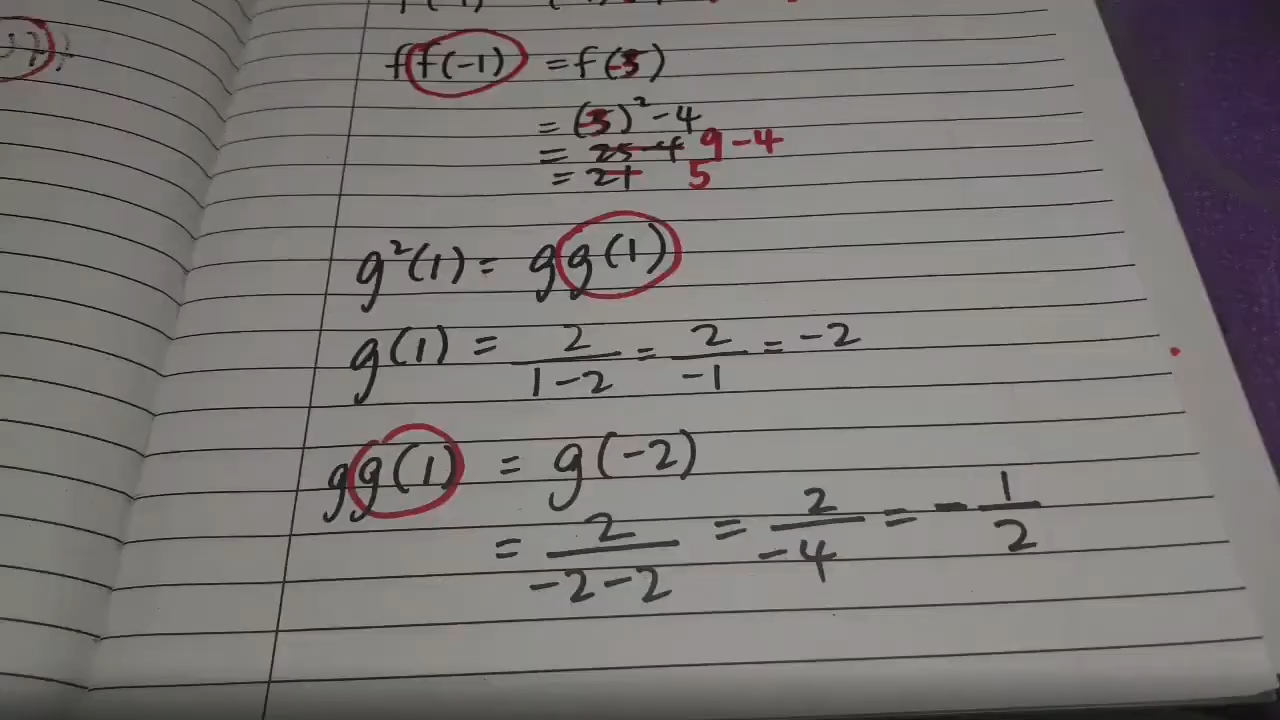 ff(-1) = f(-3)
= (-3)² - 4
= 25-4 9-4
= 21 5
g²(1) = gg(1)
g(1) = 2/(1-2) = 2/-1 = -2
gg(1) = g(-2)
= 2/(-2-2) = 2/-4 = -1/2